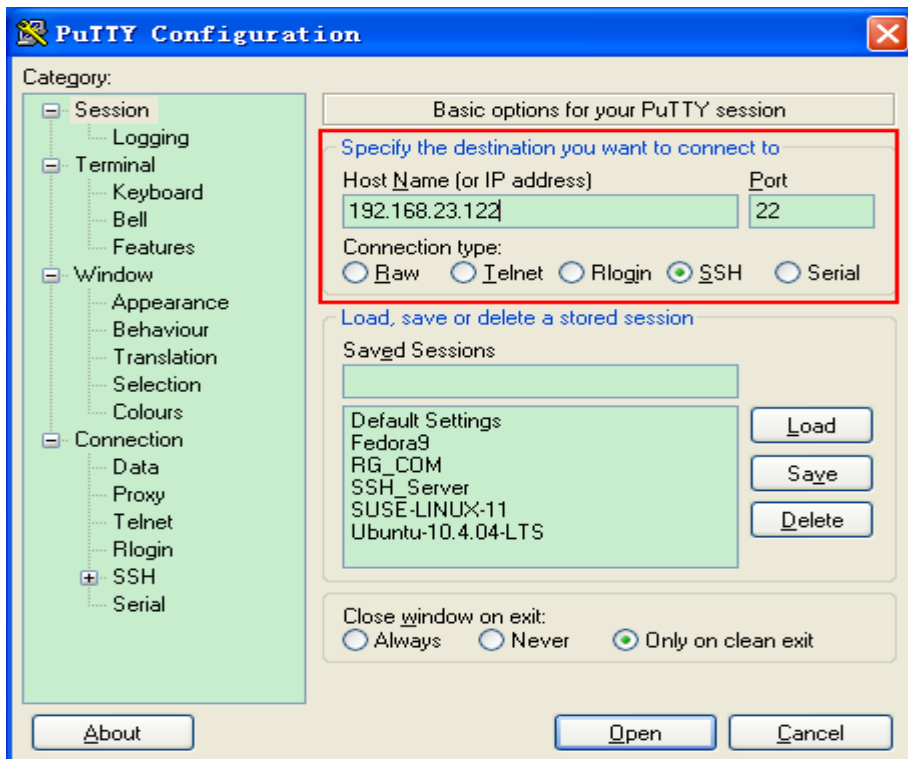 PuTTY Configuration
Category:
Session
Logging
Terminal
Keyboard
Bell
Features
Window
Appearance
Behaviour
Translation
Selection
Colours
Connection
Data
Proxy
Telnet
Rlogin
SSH
Serial
Basic options for your PuTTY session
Specify the destination you want to connect to
Host Name (or IP address) Port
192.168.23.122 22
Connection type:
Raw Telnet Rlogin SSH Serial
Load, save or delete a stored session
Saved Sessions
Default Settings
Fedora9
RG_COM
SSH_Server
SUSE-LINUX-11
Ubuntu-10.4.04-LTS
Load
Save
Delete
Close window on exit:
Always Never Only on clean exit
About Open Cancel